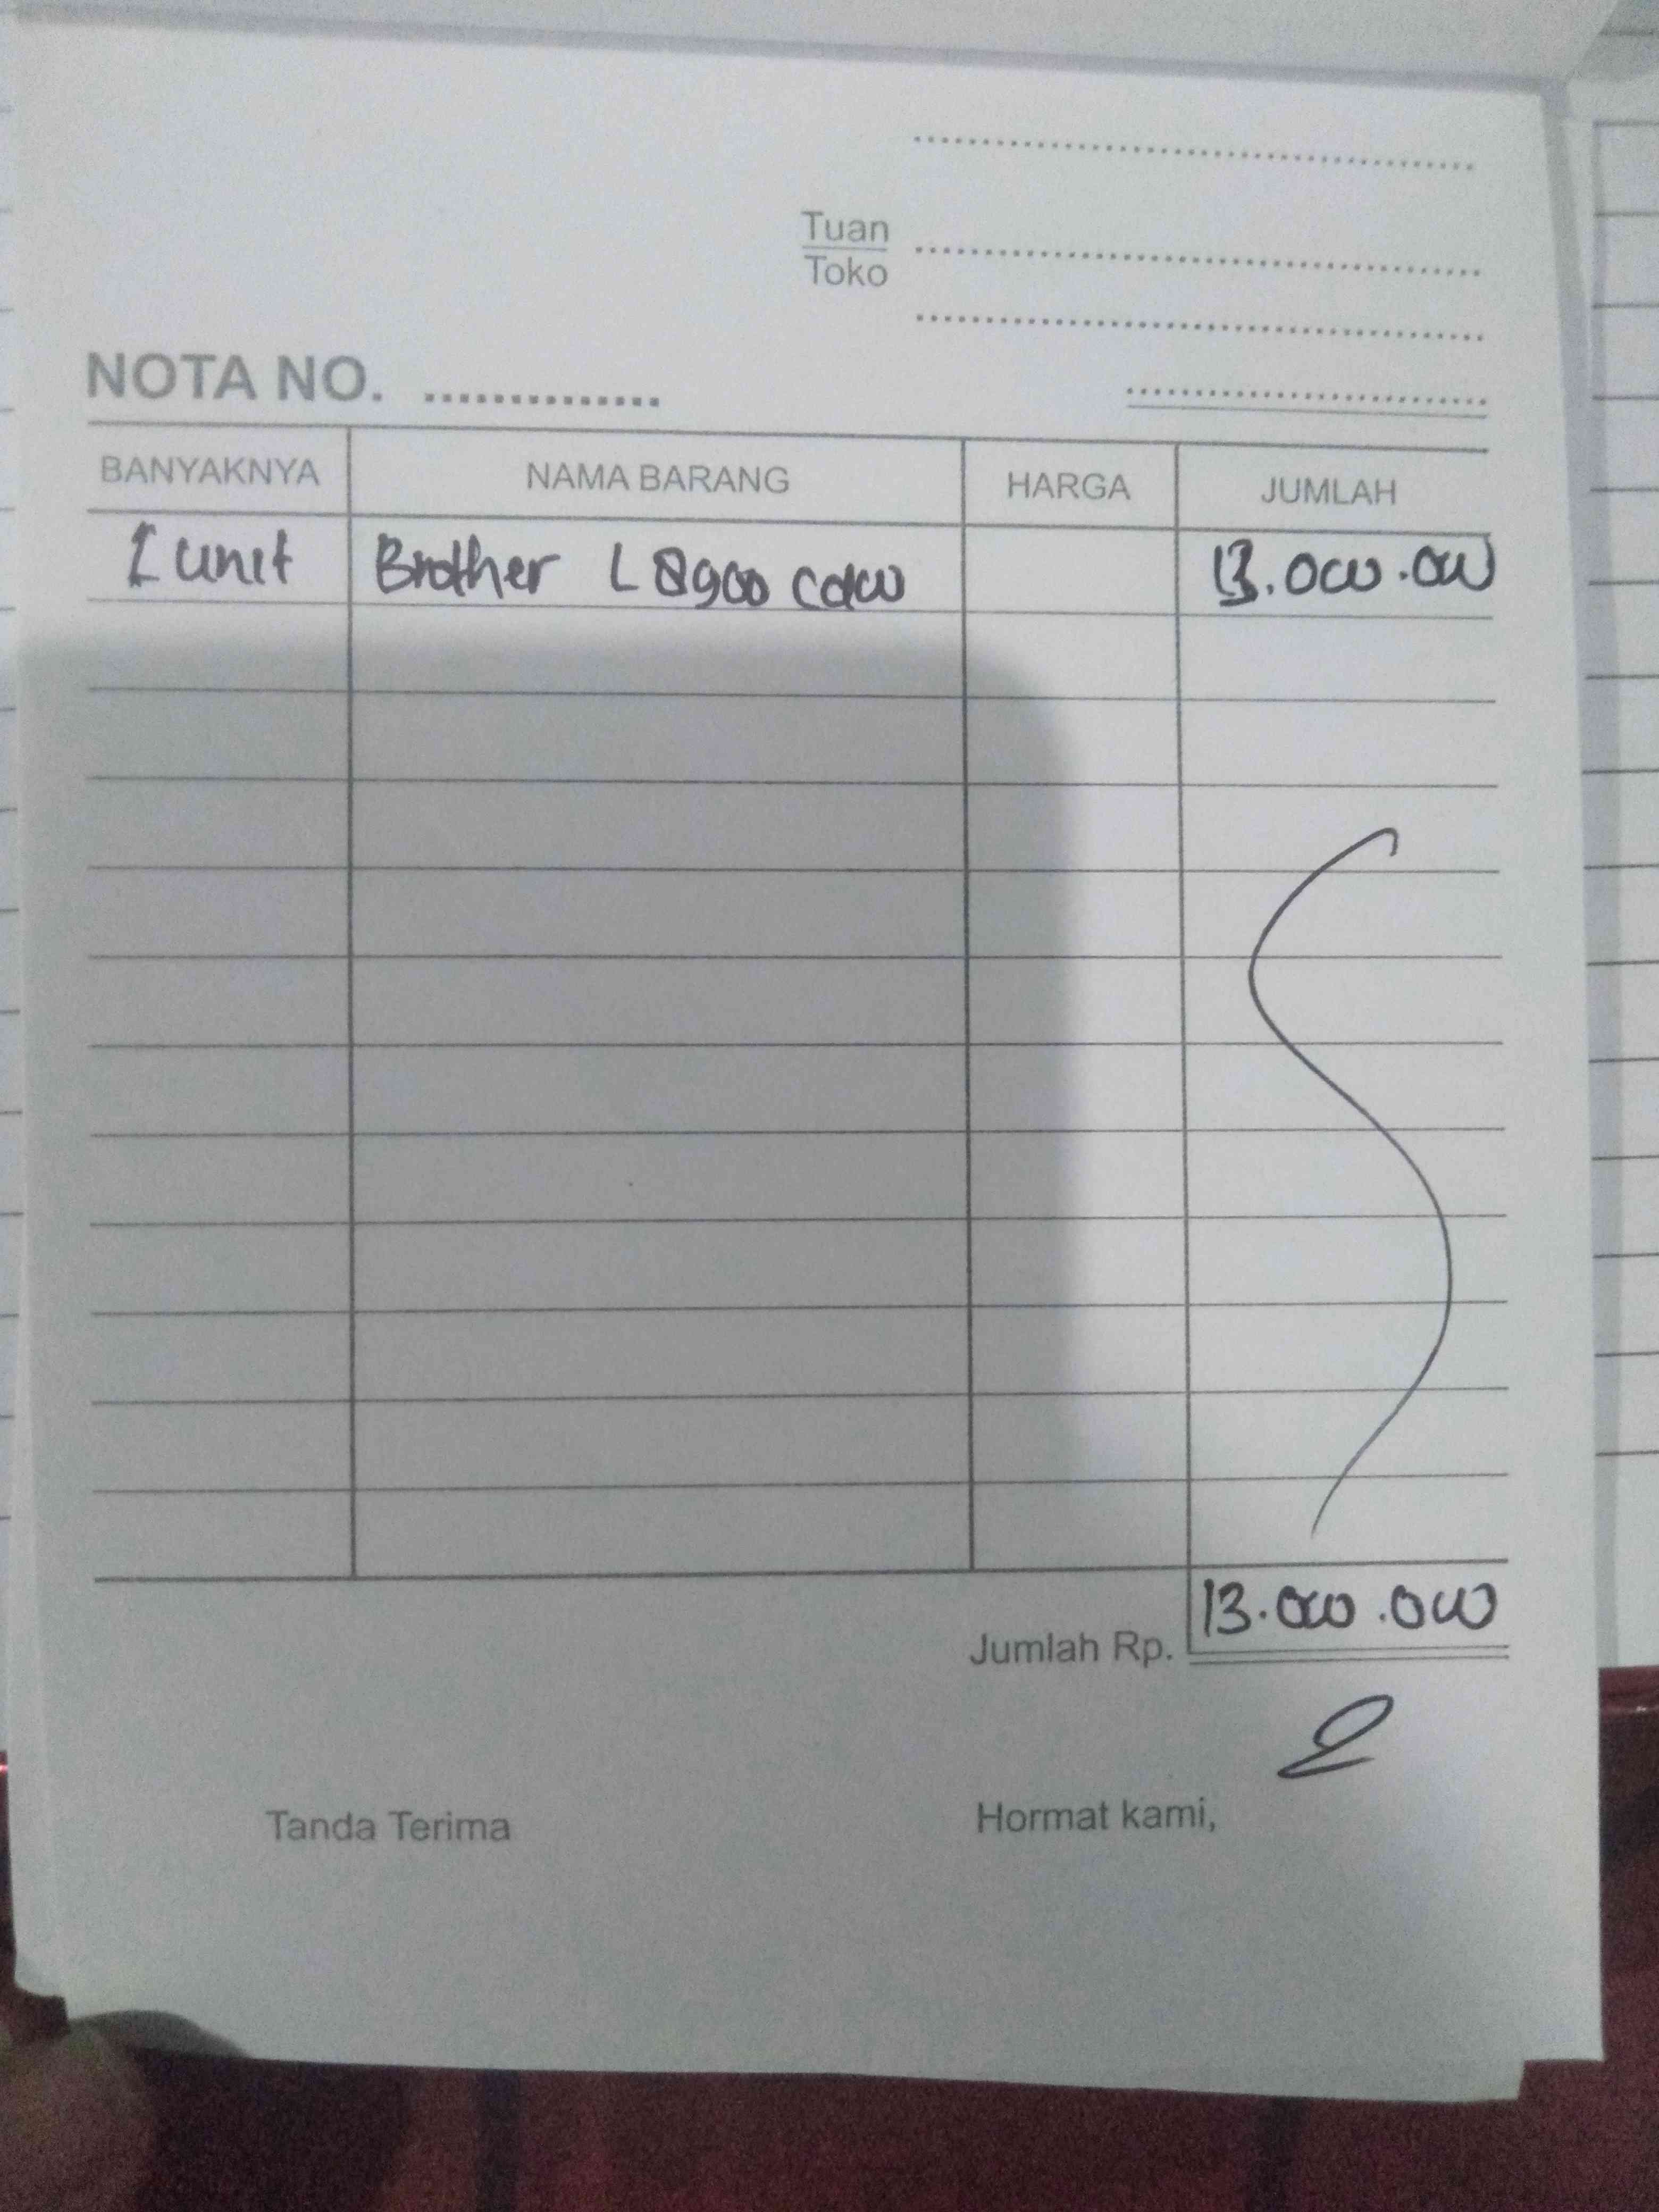 Tuan
Toko
NOTA NO. ..............
BANYAKNYA NAMA BARANG HARGA JUMLAH
1 unit Brother L 8900 cdw 13.000.000
Jumlah Rp. 13.000.000
Tanda Terima Hormat kami,